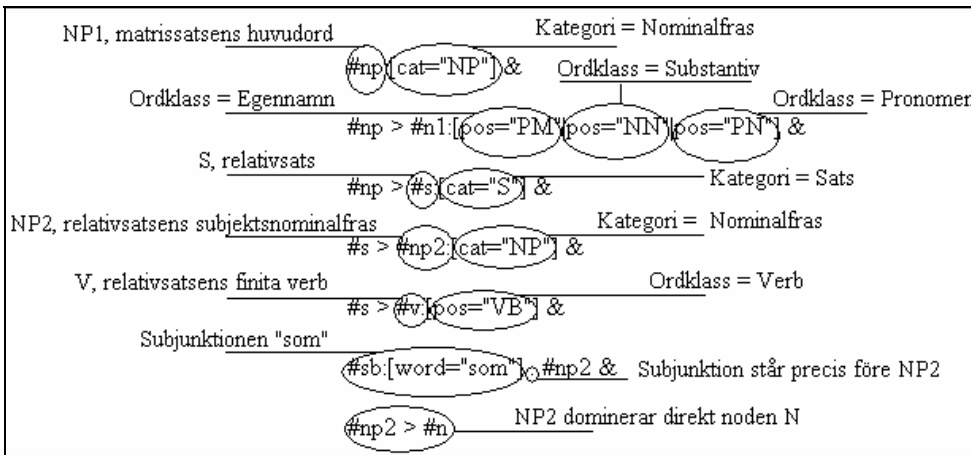 NP1, matrissatsens huvudord Kategori = Nominalfras
#np:[cat="NP"] &
Ordklass = Substantiv
Ordklass = Egennamn Ordklass = Pronomen
#np > #n1:[pos="PM"|pos="NN"|pos="PN"] &
S, relativsats
#np > #s:[cat="S"] & Kategori = Sats
NP2, relativsatsens subjektsnominalfras Kategori = Nominalfras
#s > #np2:[cat="NP"] &
V, relativsatsens finita verb Ordklass = Verb
#s > #v:[pos="VB"] &
Subjunktionen "som"
#sb:[word="som"] . #np2 & Subjunktion står precis före NP2
#np2 > #n NP2 dominerar direkt noden N